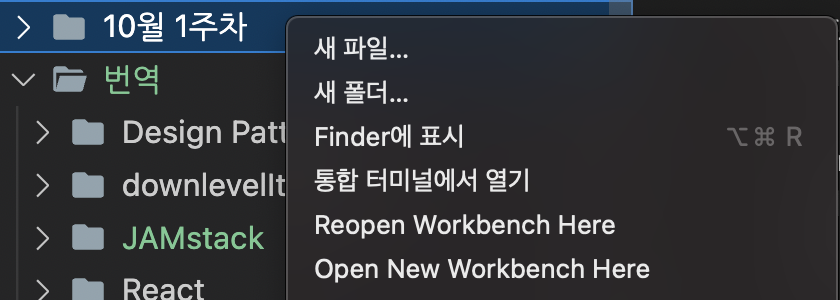 10월 1주차
번역
Design Patt
downlevelIt
JAMstack
React
새 파일...
새 폴더...
Finder에 표시 ⌥⌘ R
통합 터미널에서 열기
Reopen Workbench Here
Open New Workbench Here